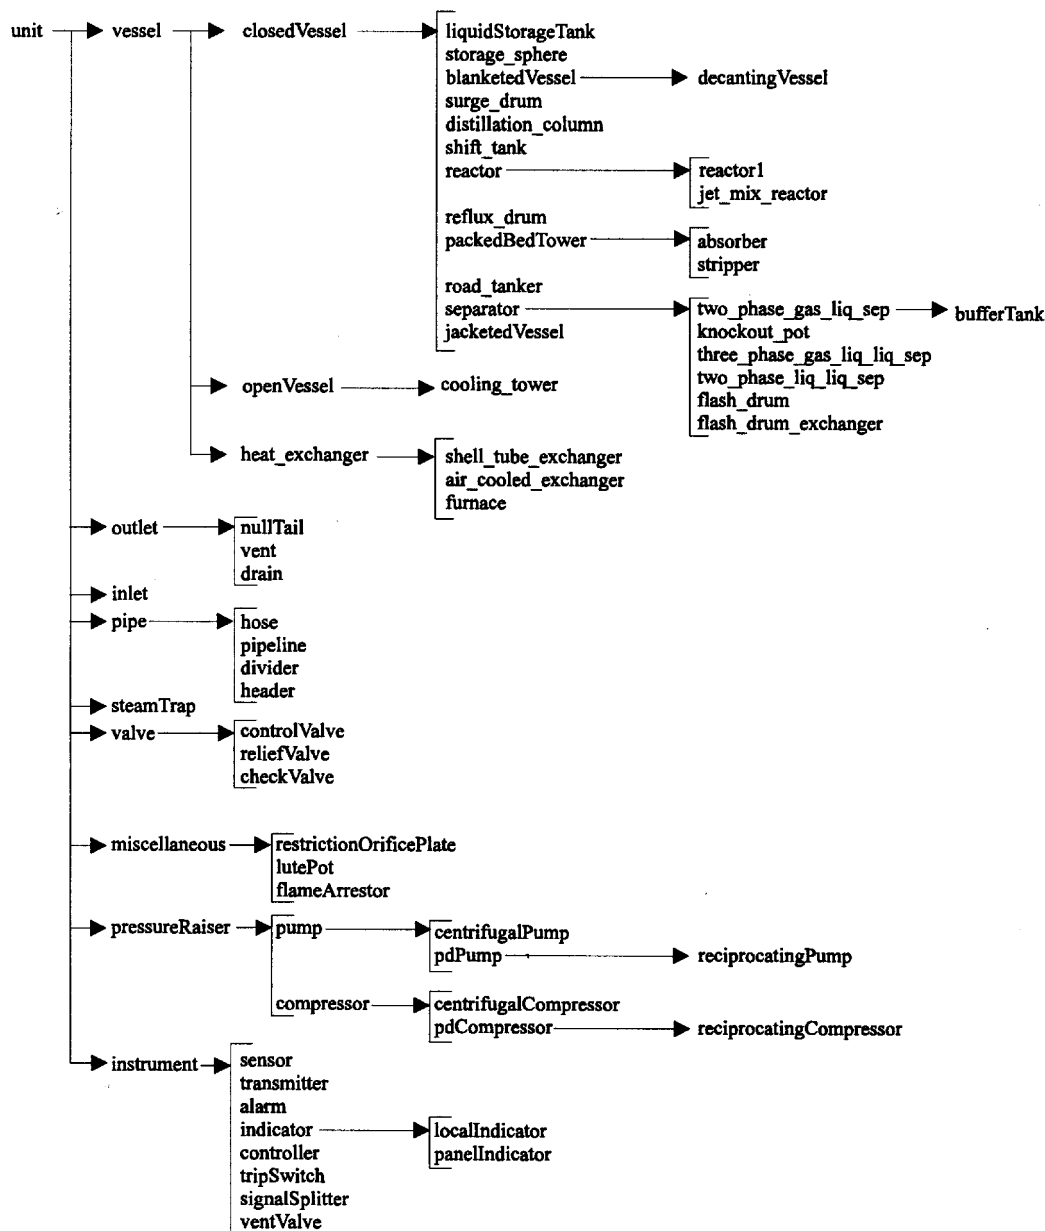 unit vessel closedVessel liquidStorageTank
storage_sphere
blanketedVessel decantingVessel
surge_drum
distillation_column
shift_tank
reactor reactor1
jet_mix_reactor
reflux_drum
packedBedTower absorber
stripper
road_tanker
separator two_phase_gas_liq_sep bufferTank
jacketedVessel knockout_pot
three_phase_gas_liq_liq_sep
openVessel cooling_tower two_phase_liq_liq_sep
flash_drum
flash_drum_exchanger
heat_exchanger shell_tube_exchanger
air_cooled_exchanger
furnace
outlet nullTail
vent
drain
inlet
pipe hose
pipeline
divider
header
steamTrap
valve controlValve
reliefValve
checkValve
miscellaneous restrictionOrificePlate
lutePot
flameArrestor
pressureRaiser pump centrifugalPump
pdPump reciprocatingPump
compressor centrifugalCompressor
pdCompressor reciprocatingCompressor
instrument sensor
transmitter
alarm
indicator localIndicator
controller panelIndicator
tripSwitch
signalSplitter
ventValve